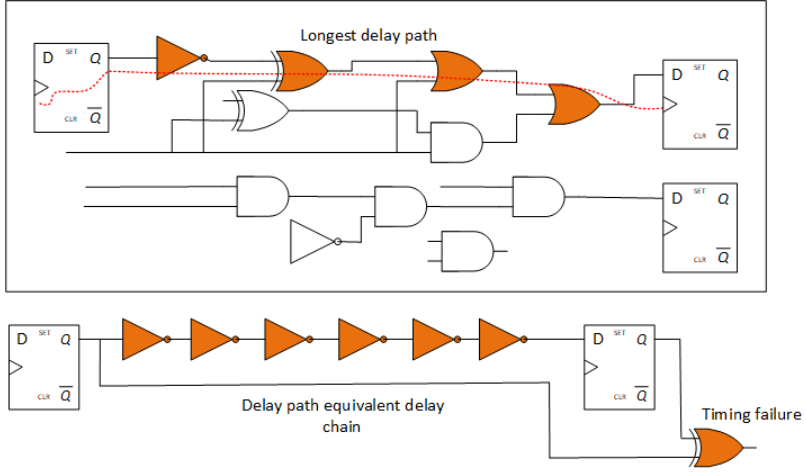 Longest delay path
D SET Q
CLR Q
D SET Q
CLR Q
D SET Q
CLR Q
D SET Q
CLR Q
D SET Q
CLR Q
Delay path equivalent delay
chain
Timing failure